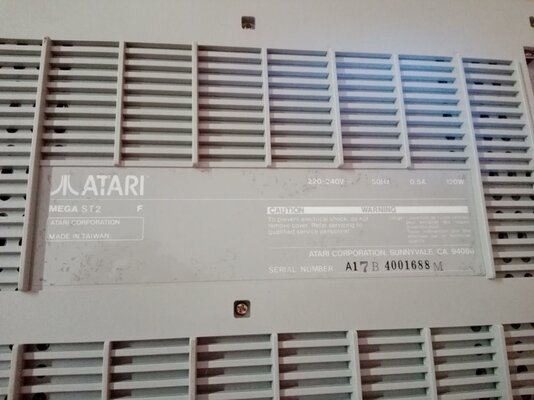 ATARI
220-240V 50Hz 0.5A 120W
MEGA ST2 F
ATARI CORPORATION
MADE IN TAIWAN
CAUTION WARNING
To prevent electrical shock, do not
remove cover. Refer servicing to
qualified service personnel.
ATARI CORPORATION, SUNNYVALE, CA. 94086
SERIAL NUMBER A17B 4001688 M